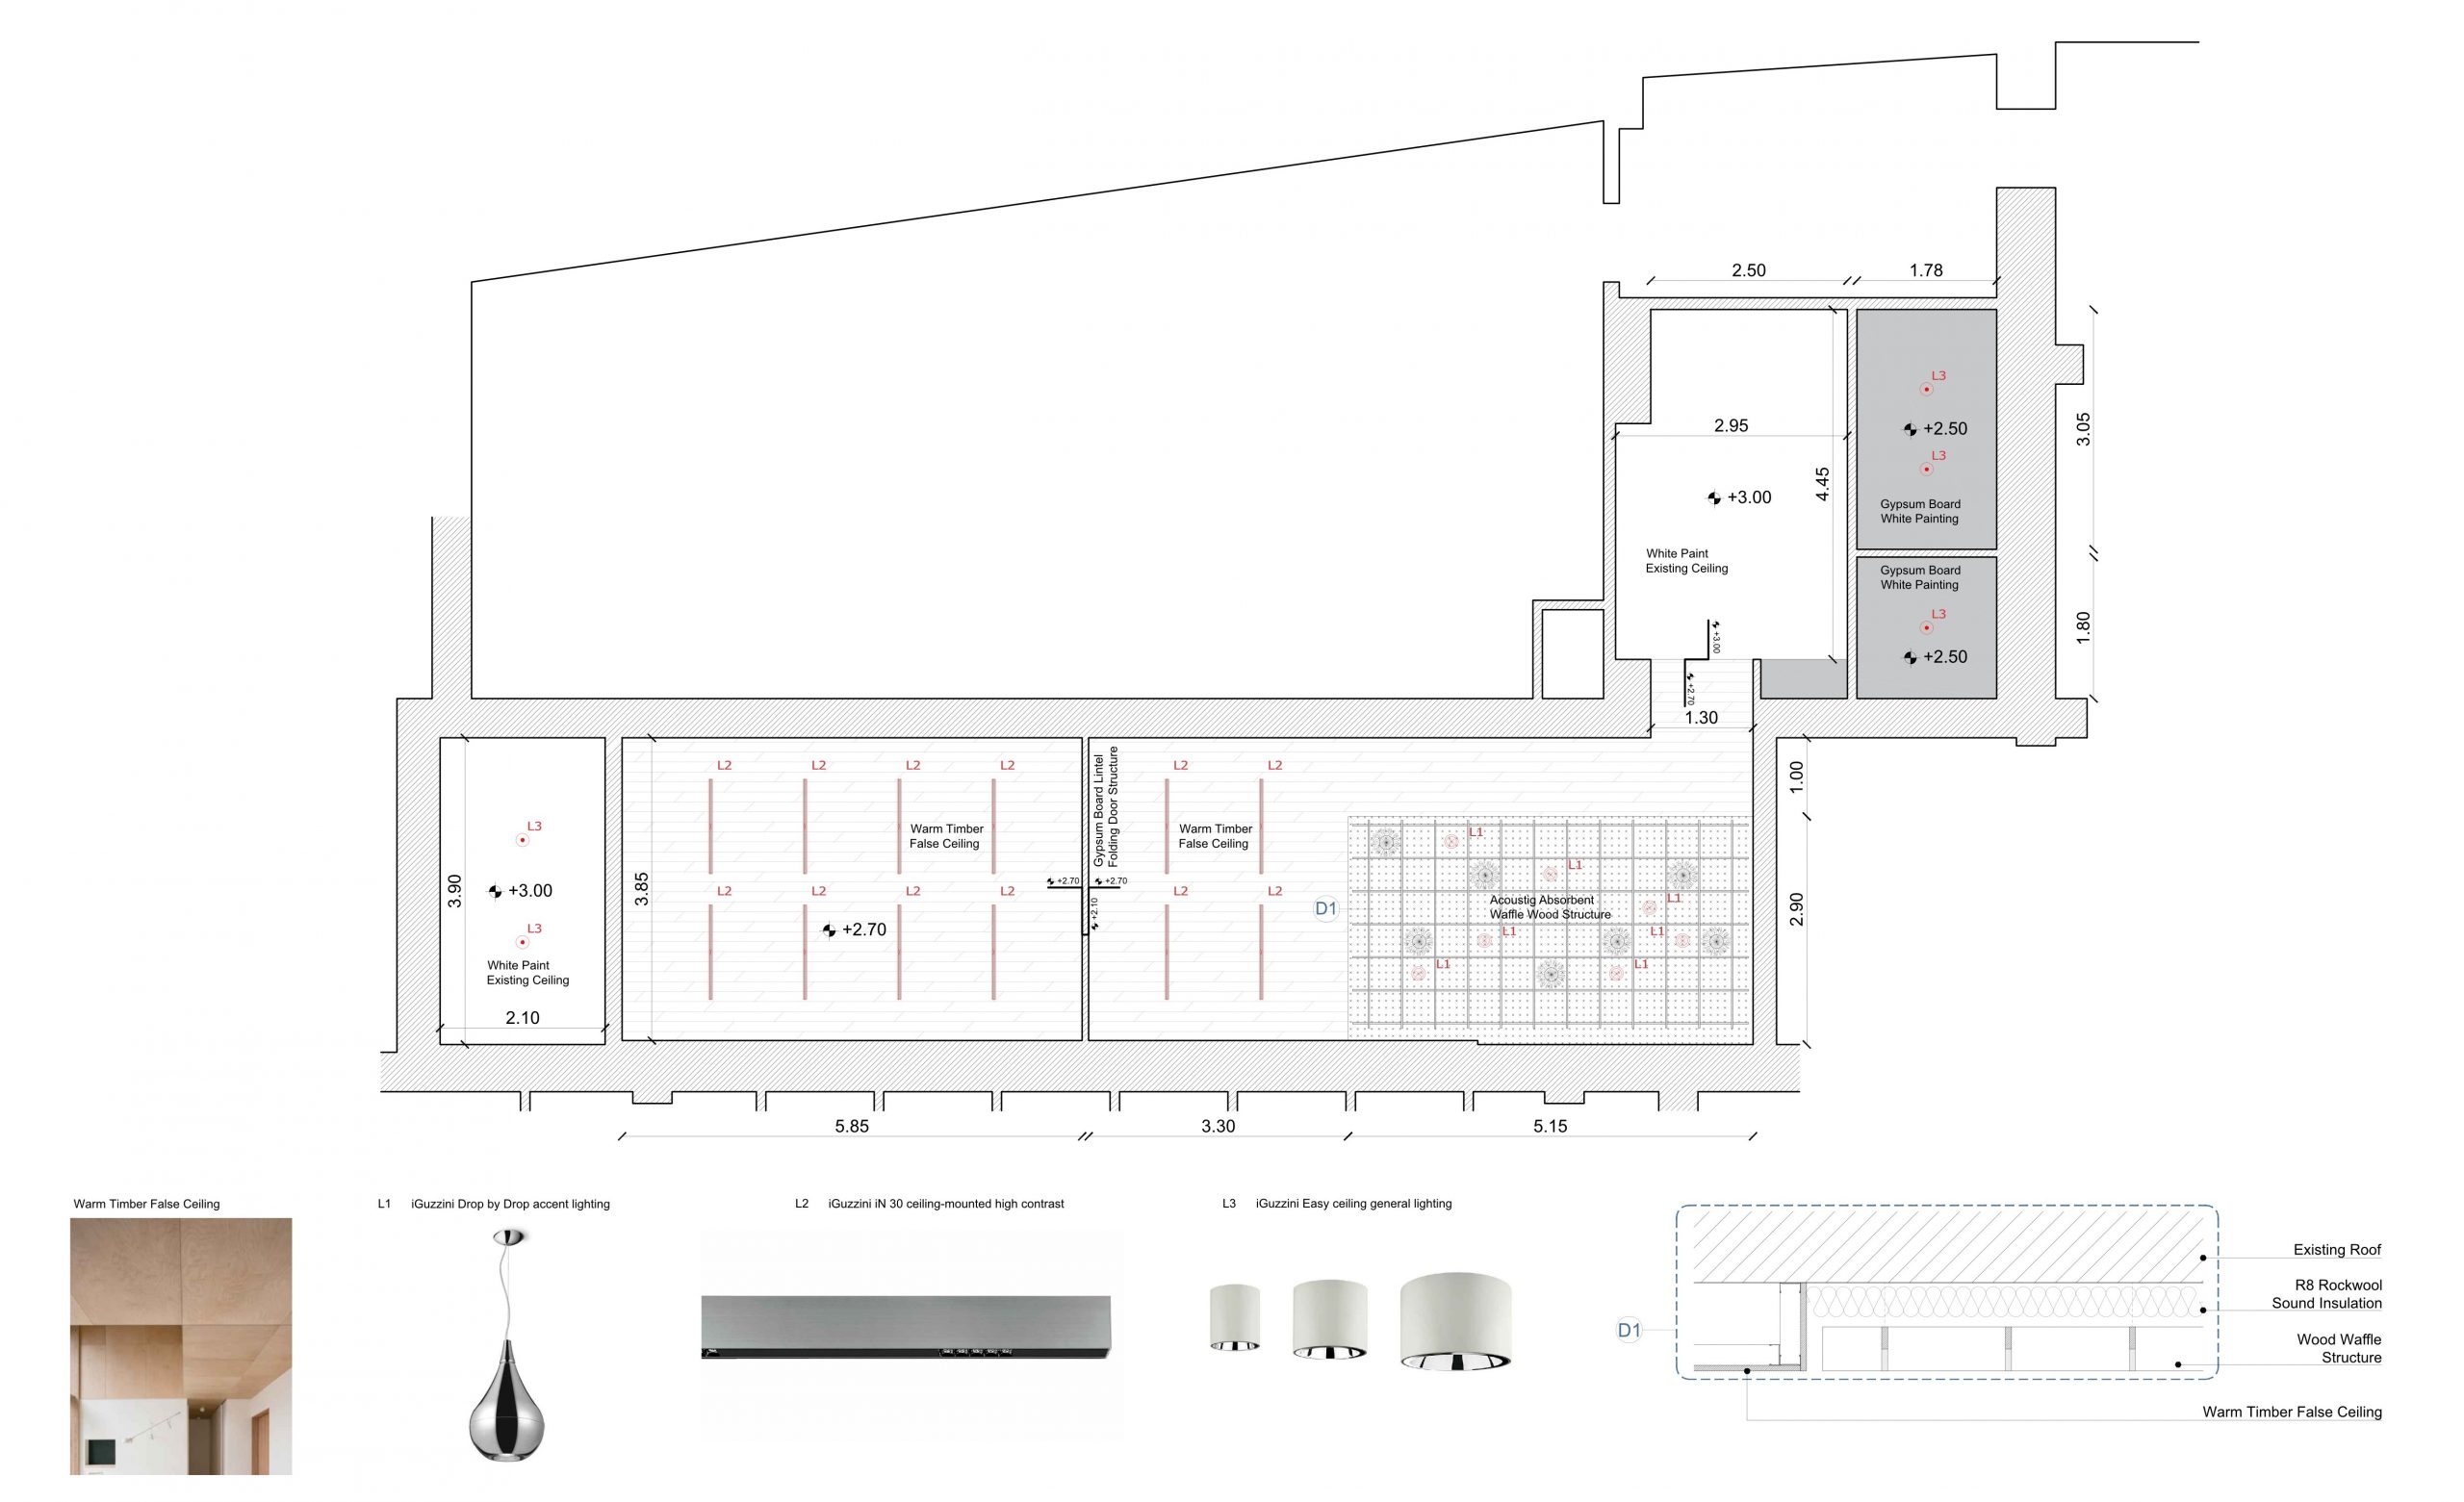 2.50
1.78
L3
3.05
2.95
+2.50
L3
4.45
+3.00
Gypsum Board
White Painting
White Paint
Existing Ceiling
Gypsum Board
White Painting
L3
1.80
+3.00
+2.50
+2.70
1.30
L2 L2 L2 L2
Gypsum Board Lintel
Folding Door Structure
L2 L2
1.00
L3
Warm Timber
False Ceiling
Warm Timber
False Ceiling
L1
L1
3.90
+3.00
3.85
L2 L2 L2 L2
+2.70
+2.70
+2.10
L2 L2
D1
Acoustig Absorbent
Waffle Wood Structure
L1
2.90
L3
+2.70
L1
L1
White Paint
Existing Ceiling
L1
L1
2.10
5.85
3.30
5.15
Warm Timber False Ceiling
L1 iGuzzini Drop by Drop accent lighting
L2 iGuzzini iN 30 ceiling-mounted high contrast
L3 iGuzzini Easy ceiling general lighting
Existing Roof
R8 Rockwool
Sound Insulation
D1
Wood Waffle
Structure
Warm Timber False Ceiling